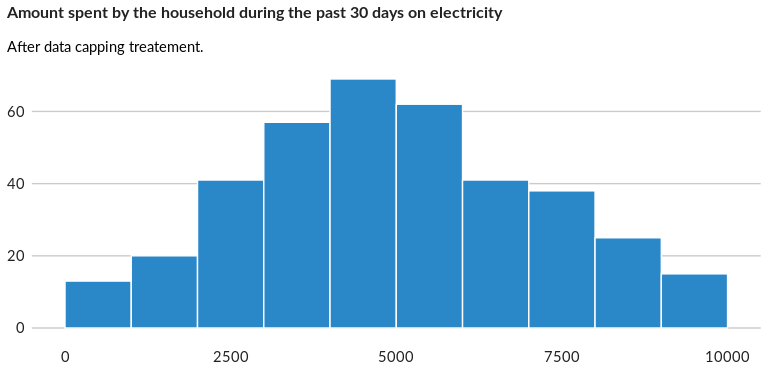 Amount spent by the household during the past 30 days on electricity
After data capping treatement.
60
40
20
0
0 2500 5000 7500 10000